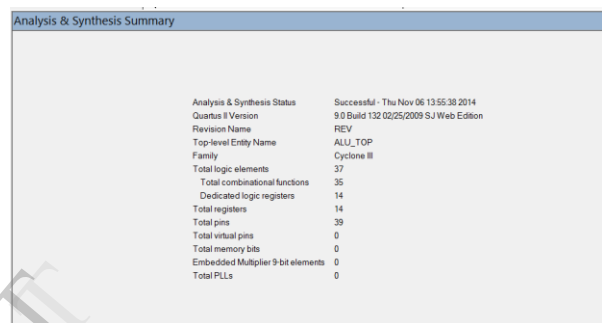 Analysis & Synthesis Summary
Analysis & Synthesis Status Successful - Thu Nov 06 13:55:38 2014
Quartus II Version 9.0 Build 132 02/25/2009 SJ Web Edition
Revision Name REV
Top-level Entity Name ALU_TOP
Family Cyclone III
Total logic elements 37
Total combinational functions 35
Dedicated logic registers 14
Total registers 14
Total pins 39
Total virtual pins 0
Total memory bits 0
Embedded Multiplier 9-bit elements 0
Total PLLs 0